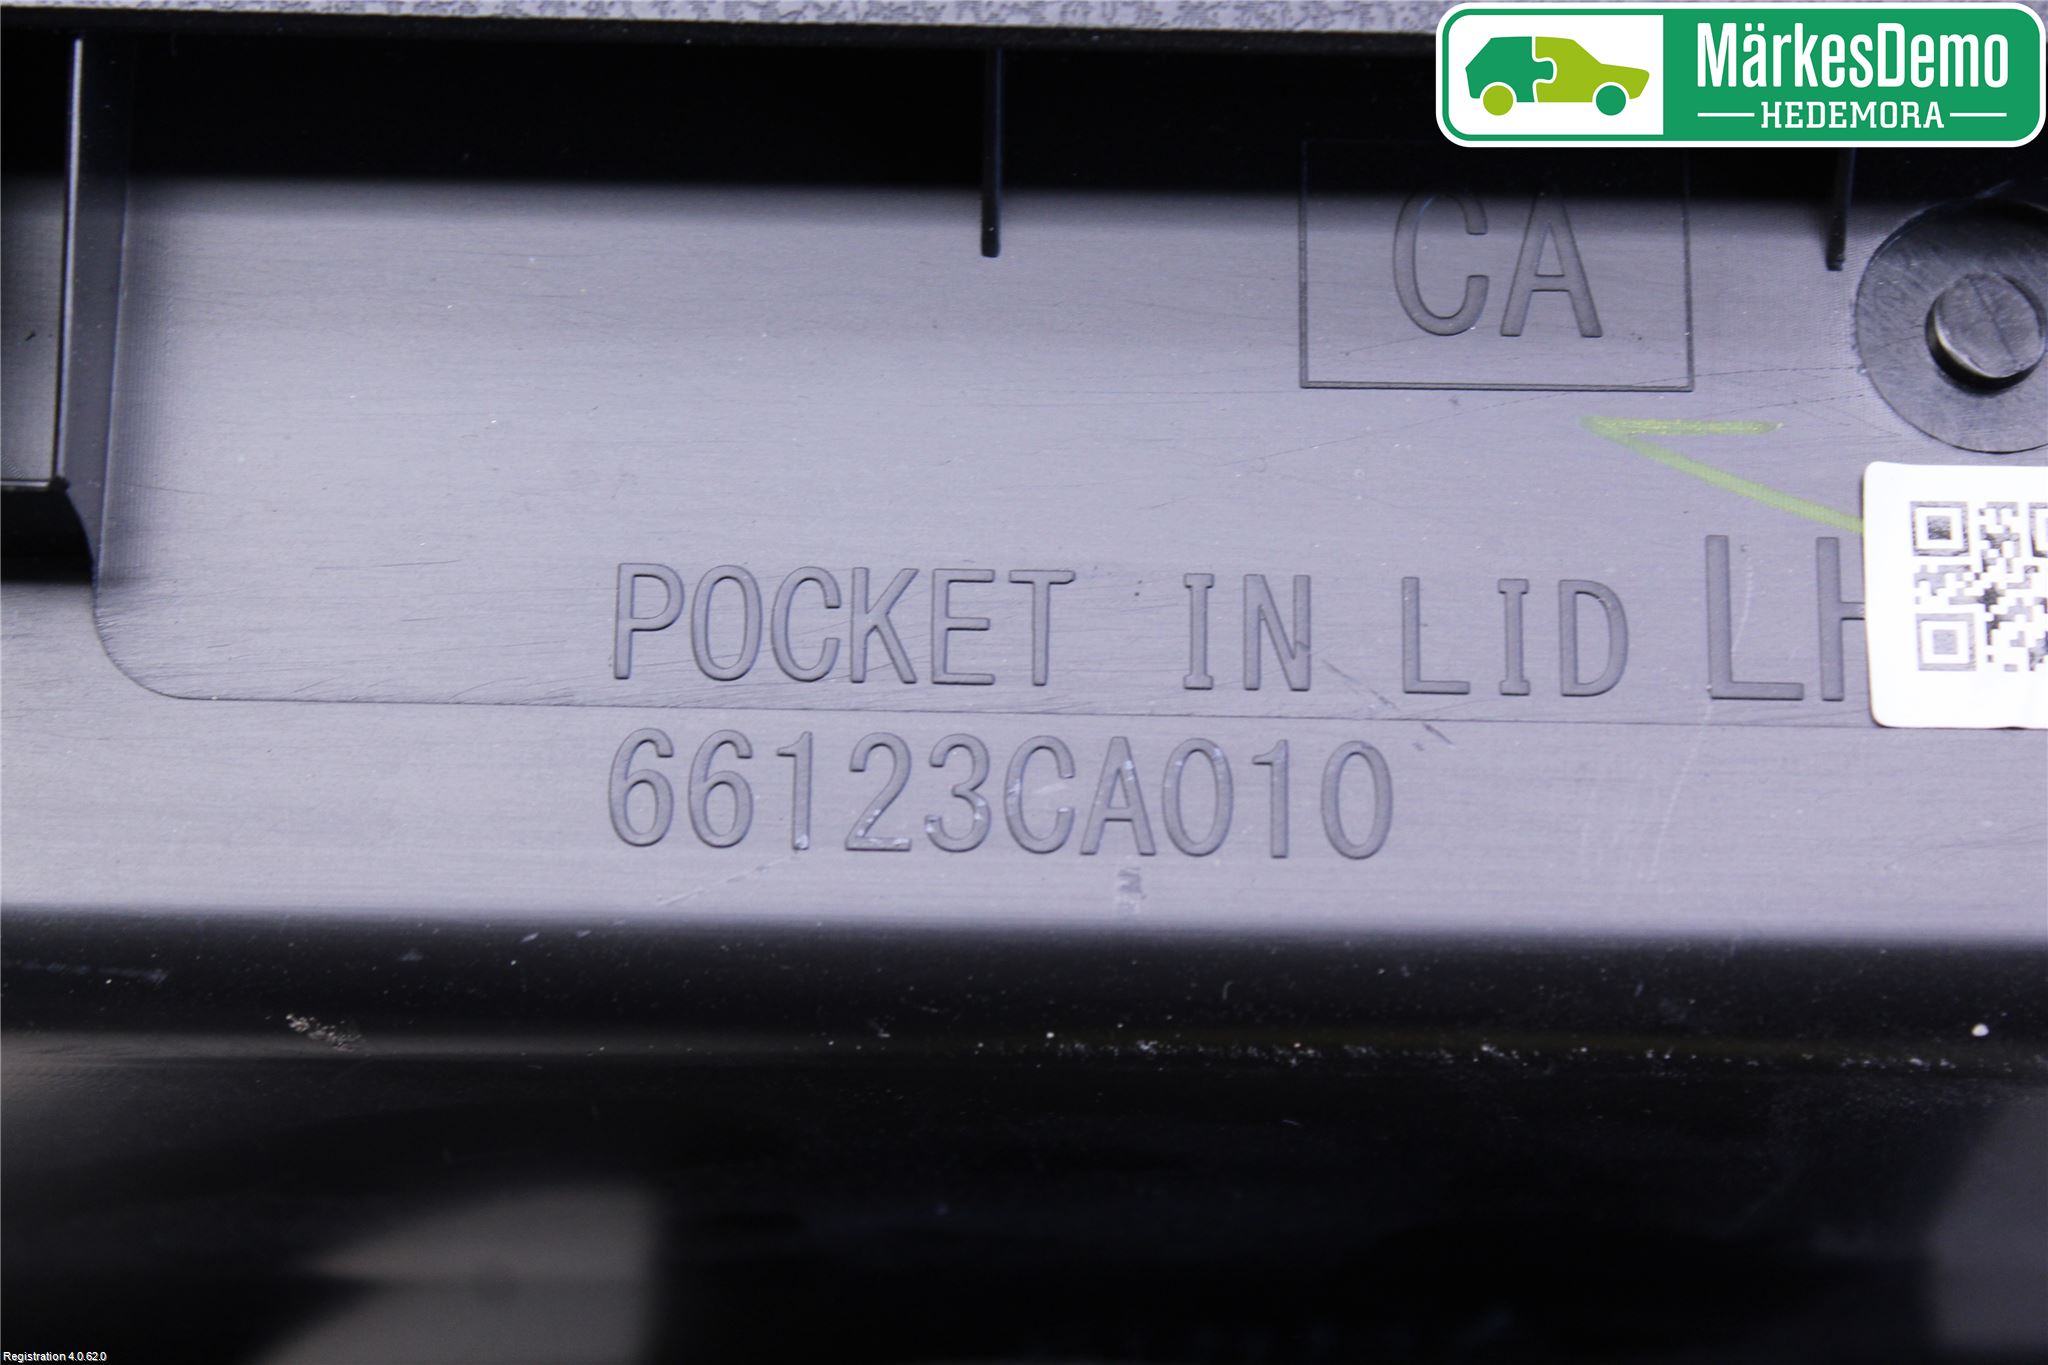 MärkesDemo
HEDEMORA
CA
POCKET IN LID LH
66123CA010
Registration 4.0.62.0